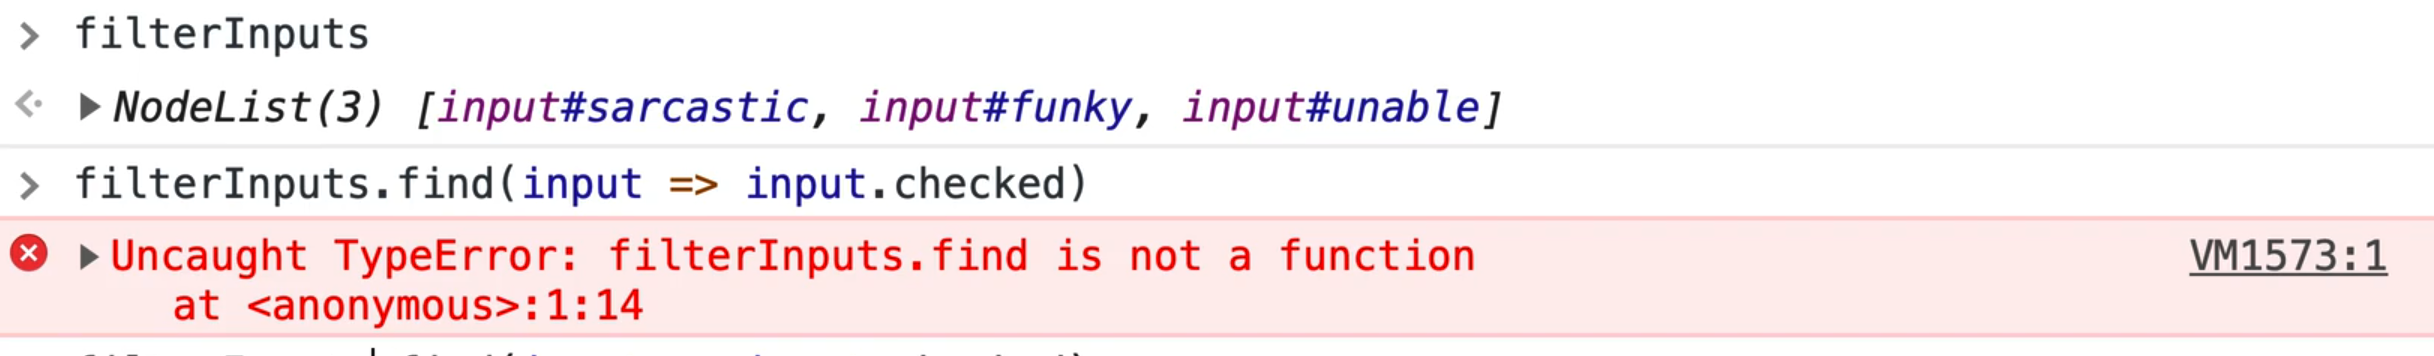 filterInputs
NodeList(3) [input#sarcastic, input#funky, input#unable]
filterInputs.find(input => input.checked)
Uncaught TypeError: filterInputs.find is not a function VM1573:1
at <anonymous>:1:14